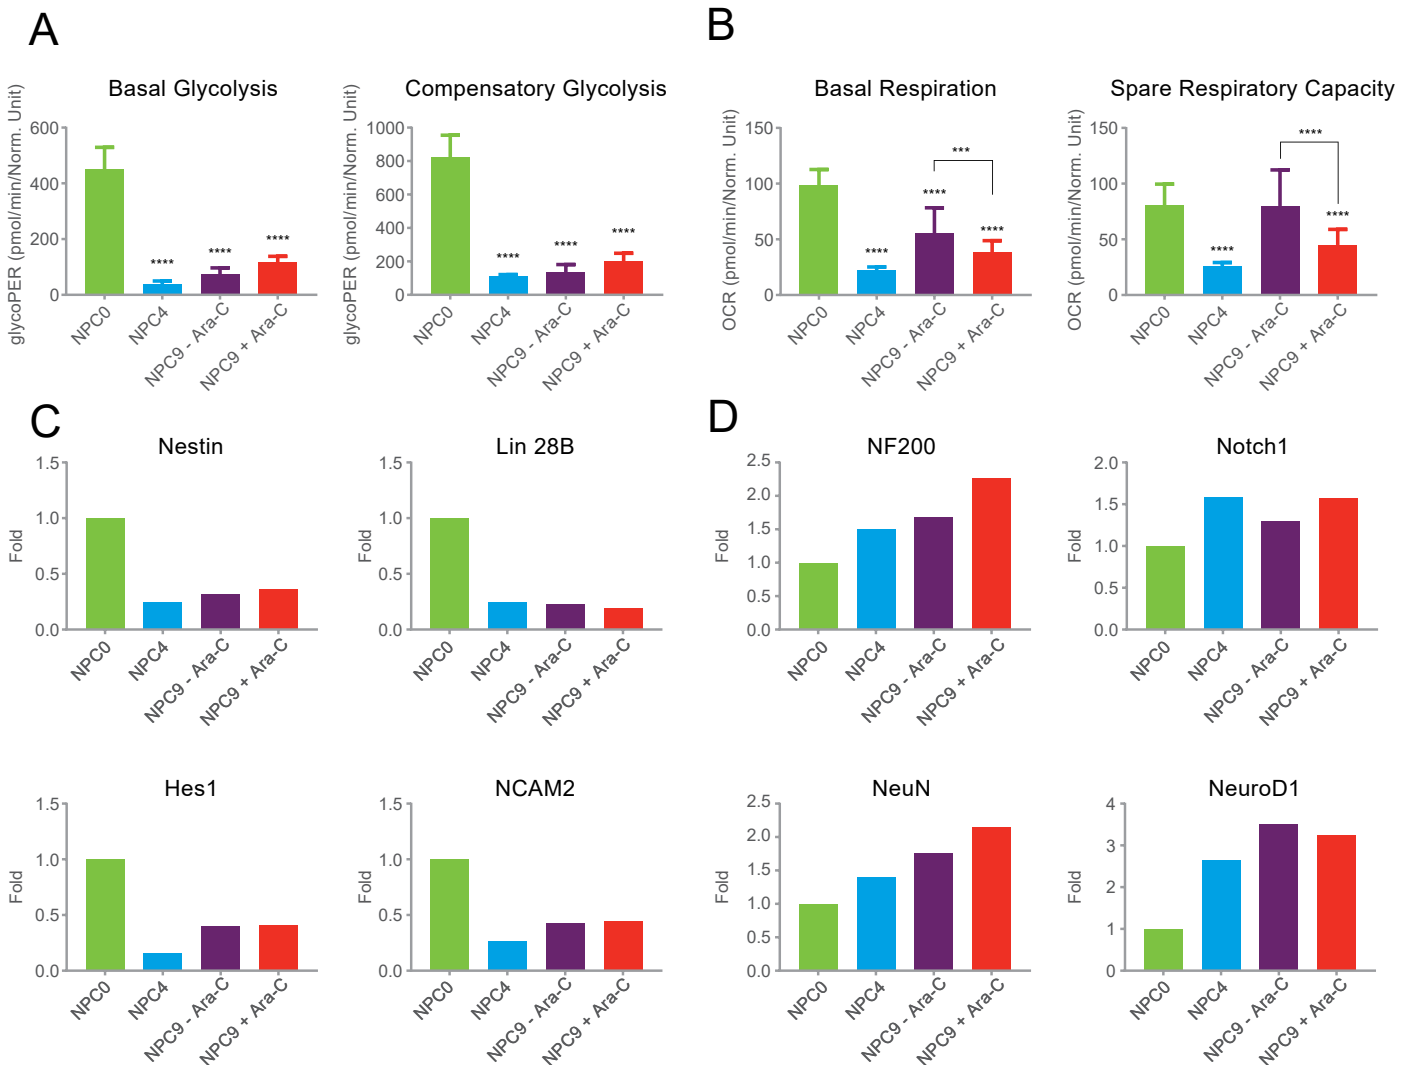 A
Basal Glycolysis
glycoPER (pmol/min/Norm. Unit)
600
400
200
0
****
****
****
NPC0
NPC4
NPC9 - Ara-C
NPC9 + Ara-C
Compensatory Glycolysis
glycoPER (pmol/min/Norm. Unit)
1000
800
600
400
200
0
****
****
****
NPC0
NPC4
NPC9 - Ara-C
NPC9 + Ara-C
B
Basal Respiration
OCR (pmol/min/Norm. Unit)
150
100
50
0
***
****
****
****
NPC0
NPC4
NPC9 - Ara-C
NPC9 + Ara-C
Spare Respiratory Capacity
OCR (pmol/min/Norm. Unit)
150
100
50
0
****
****
****
NPC0
NPC4
NPC9 - Ara-C
NPC9 + Ara-C
C
Nestin
Fold
1.5
1.0
0.5
0.0
NPC0
NPC4
NPC9 - Ara-C
NPC9 + Ara-C
Lin 28B
Fold
1.5
1.0
0.5
0.0
NPC0
NPC4
NPC9 - Ara-C
NPC9 + Ara-C
Hes1
Fold
1.5
1.0
0.5
0.0
NPC0
NPC4
NPC9 - Ara-C
NPC9 + Ara-C
NCAM2
Fold
1.5
1.0
0.5
0.0
NPC0
NPC4
NPC9 - Ara-C
NPC9 + Ara-C
D
NF200
Fold
2.5
2.0
1.5
1.0
0.5
0.0
NPC0
NPC4
NPC9 - Ara-C
NPC9 + Ara-C
Notch1
Fold
2.0
1.5
1.0
0.5
0.0
NPC0
NPC4
NPC9 - Ara-C
NPC9 + Ara-C
NeuN
Fold
2.5
2.0
1.5
1.0
0.5
0.0
NPC0
NPC4
NPC9 - Ara-C
NPC9 + Ara-C
NeuroD1
Fold
4
3
2
1
0
NPC0
NPC4
NPC9 - Ara-C
NPC9 + Ara-C